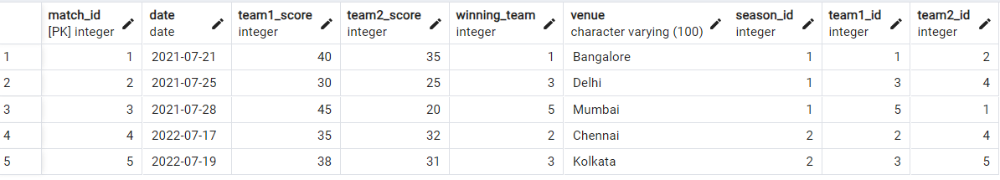 match_id date team1_score team2_score winning_team venue season_id team1_id team2_id
[PK] integer date integer integer integer character varying (100) integer integer integer
1 1 2021-07-21 40 35 1 Bangalore 1 1 2
2 2 2021-07-25 30 25 3 Delhi 1 3 4
3 3 2021-07-28 45 20 5 Mumbai 1 5 1
4 4 2022-07-17 35 32 2 Chennai 2 2 4
5 5 2022-07-19 38 31 3 Kolkata 2 3 5